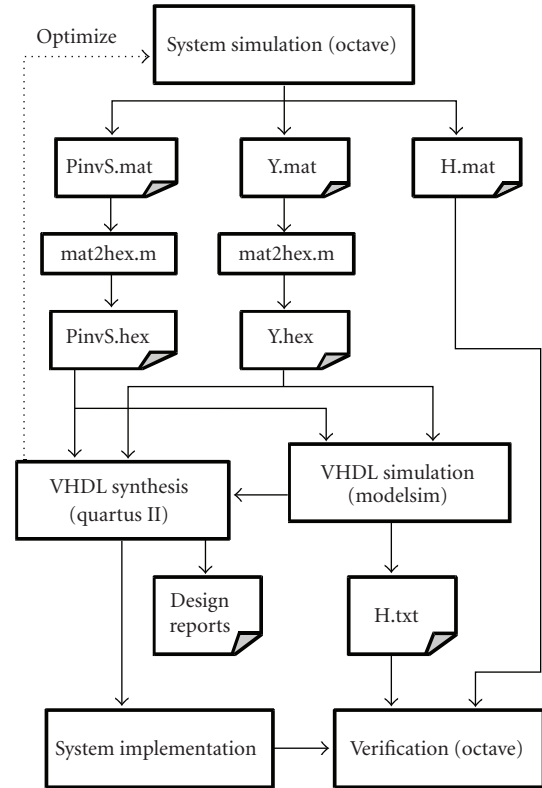 Optimize
System simulation (octave)
PinvS.mat
Y.mat
H.mat
mat2hex.m
mat2hex.m
PinvS.hex
Y.hex
VHDL synthesis
(quartus II)
VHDL simulation
(modelsim)
Design
reports
H.txt
System implementation
Verification (octave)